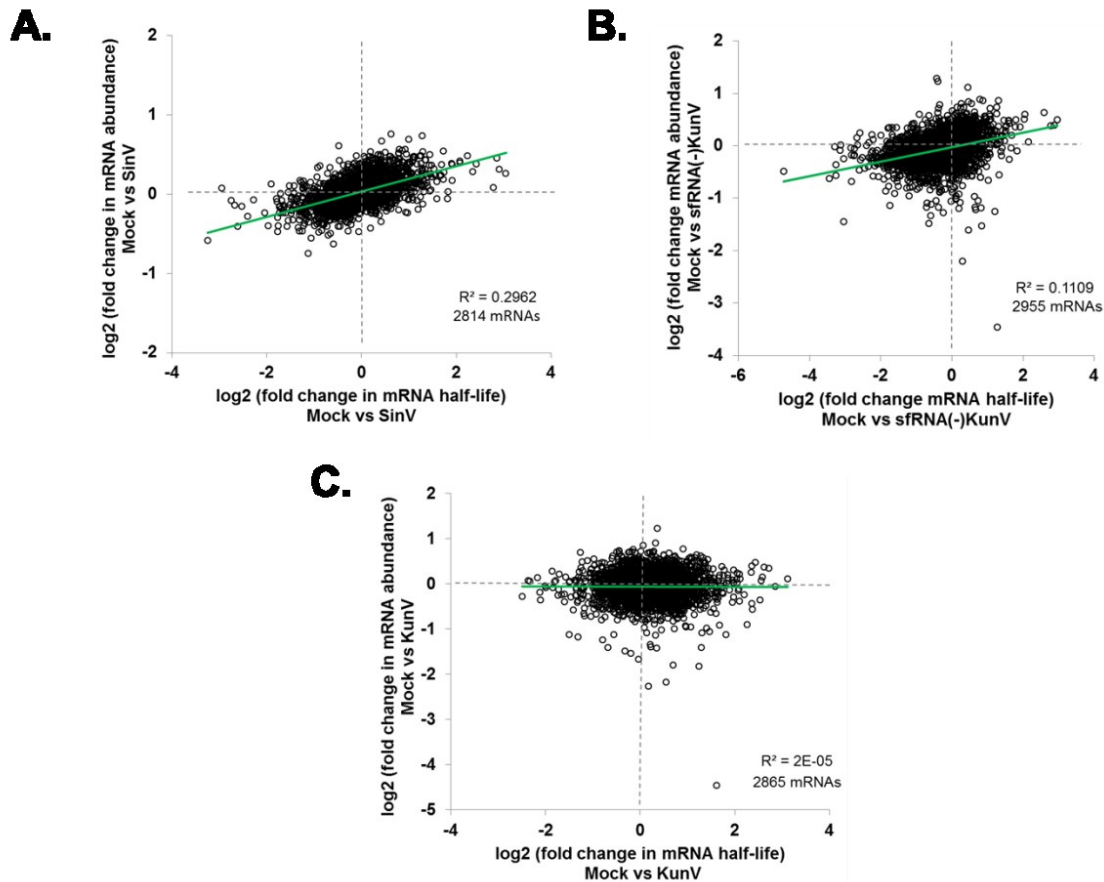 A.
log2 (fold change in mRNA abundance)
Mock vs SinV
2
1
0
-1
-2
-4
-2
0
2
4
R² = 0.2962
2814 mRNAs
log2 (fold change in mRNA half-life)
Mock vs SinV
B.
log2 (fold change mRNA abundance)
Mock vs sfRNA(-)KunV
2
1
0
-1
-2
-3
-4
-6
-4
-2
0
2
4
R² = 0.1109
2955 mRNAs
log2 (fold change mRNA half-life)
Mock vs sfRNA(-)KunV
C.
log2 (fold change in mRNA abundance)
Mock vs KunV
2
1
0
-1
-2
-3
-4
-5
-4
-2
0
2
4
R² = 2E-05
2865 mRNAs
log2 (fold change in mRNA half-life)
Mock vs KunV